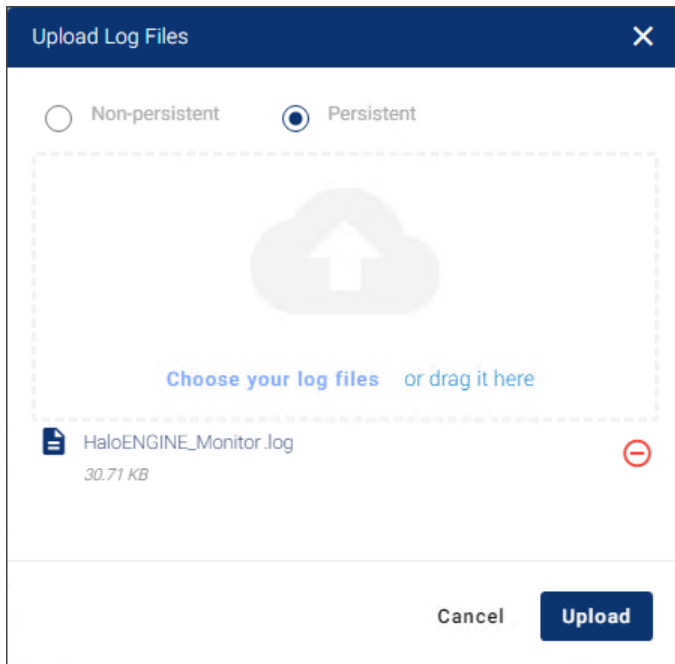 Upload Log Files
Non-persistent Persistent
Choose your log files or drag it here
HaloENGINE_Monitor.log
30.71 KB
Cancel Upload